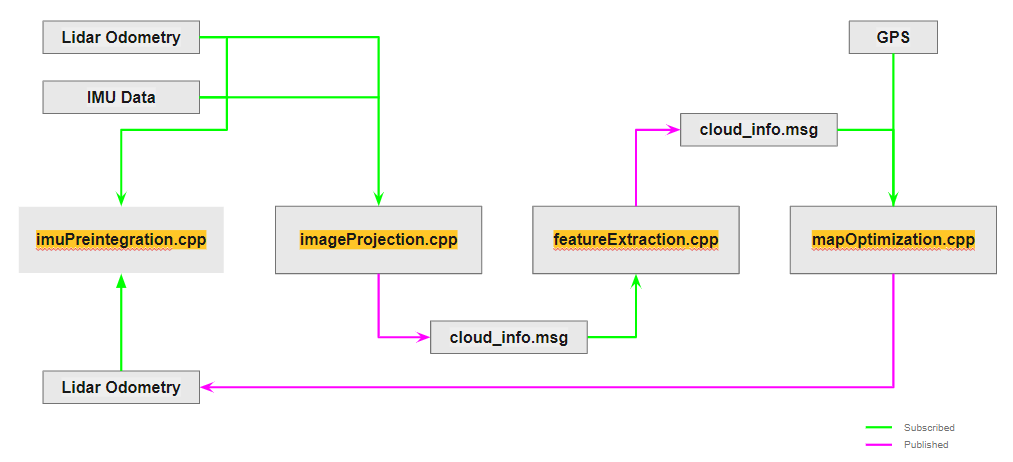 Lidar Odometry
GPS
IMU Data
cloud_info.msg
imuPreintegration.cpp
imageProjection.cpp
featureExtraction.cpp
mapOptimization.cpp
cloud_info.msg
Lidar Odometry
Subscribed
Published